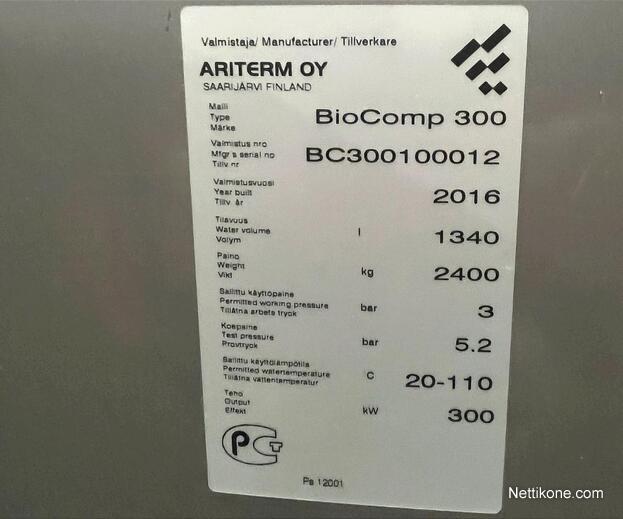 Valmistaja/ Manufacturer/ Tillverkare
ARITERM OY
SAARIJÄRVI FINLAND
Malli
Type
Märke
BioComp 300
Valmistus nro
Mfgr's serial no
Tillv nr
BC300100012
Valmistusvuosi
Year built
Tillv år
2016
Tilavuus
Water volume
Volym
l
1340
Paino
Weight
Vikt
kg
2400
Sallittu käyttöpaine
Permitted working pressure
Tillåtna arbets tryck
bar
3
Koepaine
Test pressure
Provtryck
bar
5.2
Sallittu käyttölämpötila
Permitted watertemperature
Tillåtna vattentemperatur
C
20-110
Teho
Output
Effekt
kW
300
PCT
Ps 12001
Nettikone.com